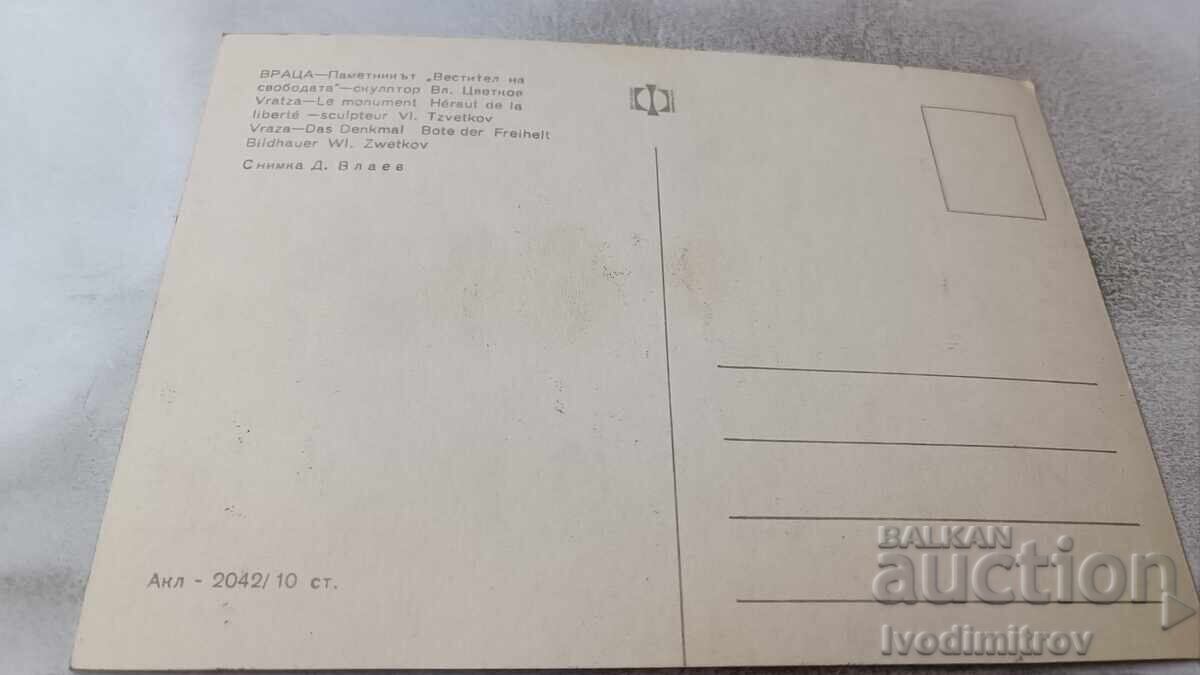 ВРАЦА—Паметникът „Вестител на
свободата"—скулптор Вл. Цветков
Vratza—Le monument Héraut de la
liberté —sculpteur Vl. Tzvetkov
Vraza—Das Denkmal Bote der Freiheit
Bildhauer Wl. Zwetkov
Снимка Д. Влаев
Акл - 2042/10 ст.
BALKAN
auction
Ivodimitrov